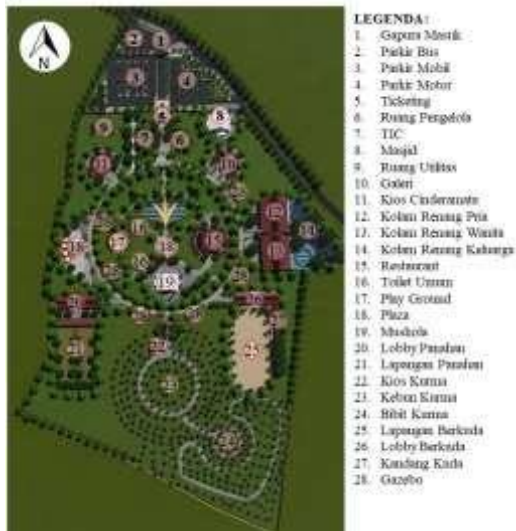 N
LEGENDA:
1. Gapura Masuk
2. Parkir Bus
3. Parkir Mobil
4. Parkir Motor
5. Ticketing
6. Ruang Pengelola
7. TIC
8. Masjid
9. Ruang Utilitas
10. Galeri
11. Kios Cinderamata
12. Kolam Renang Pria
13. Kolam Renang Wanita
14. Kolam Renang Keluarga
15. Restaurant
16. Toilet Umum
17. Play Ground
18. Plaza
19. Mushola
20. Lobby Panahan
21. Lapangan Panahan
22. Kios Kurma
23. Kebun Kurma
24. Bibit Kurma
25. Lapangan Berkuda
26. Lobby Berkuda
27. Kandang Kuda
28. Gazebo